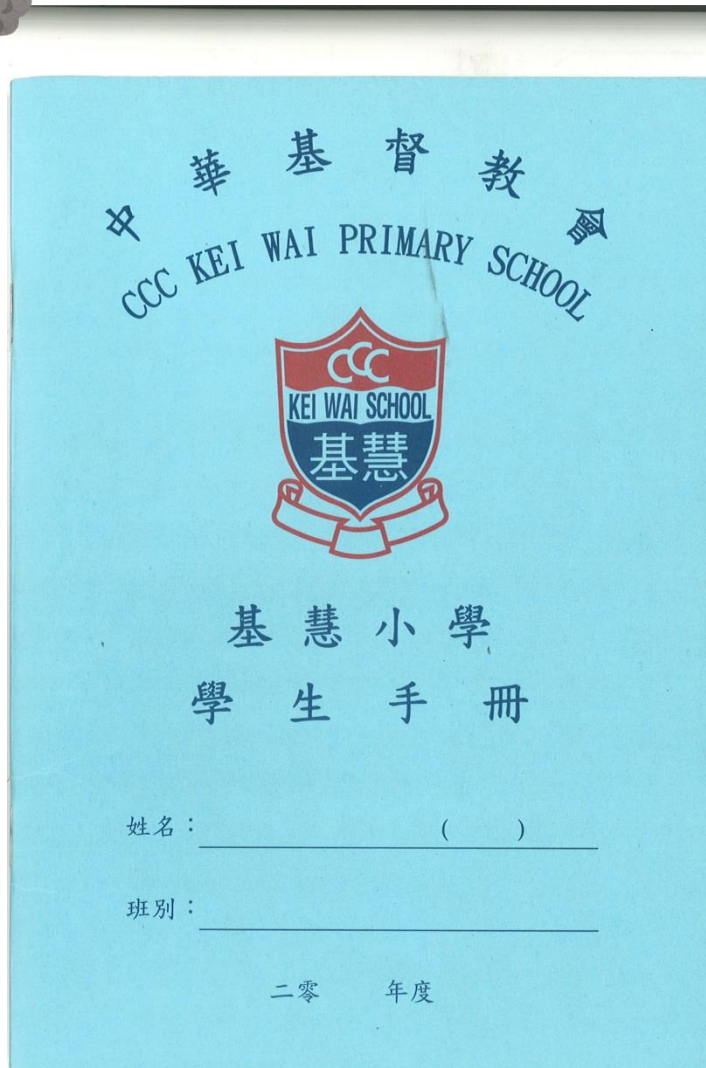 中華基督教會
CCC KEI WAI PRIMARY SCHOOL
CCC
KEI WAI SCHOOL
基慧
基慧小學
學生手冊
姓名：(　　)
班別：
二零　　年度